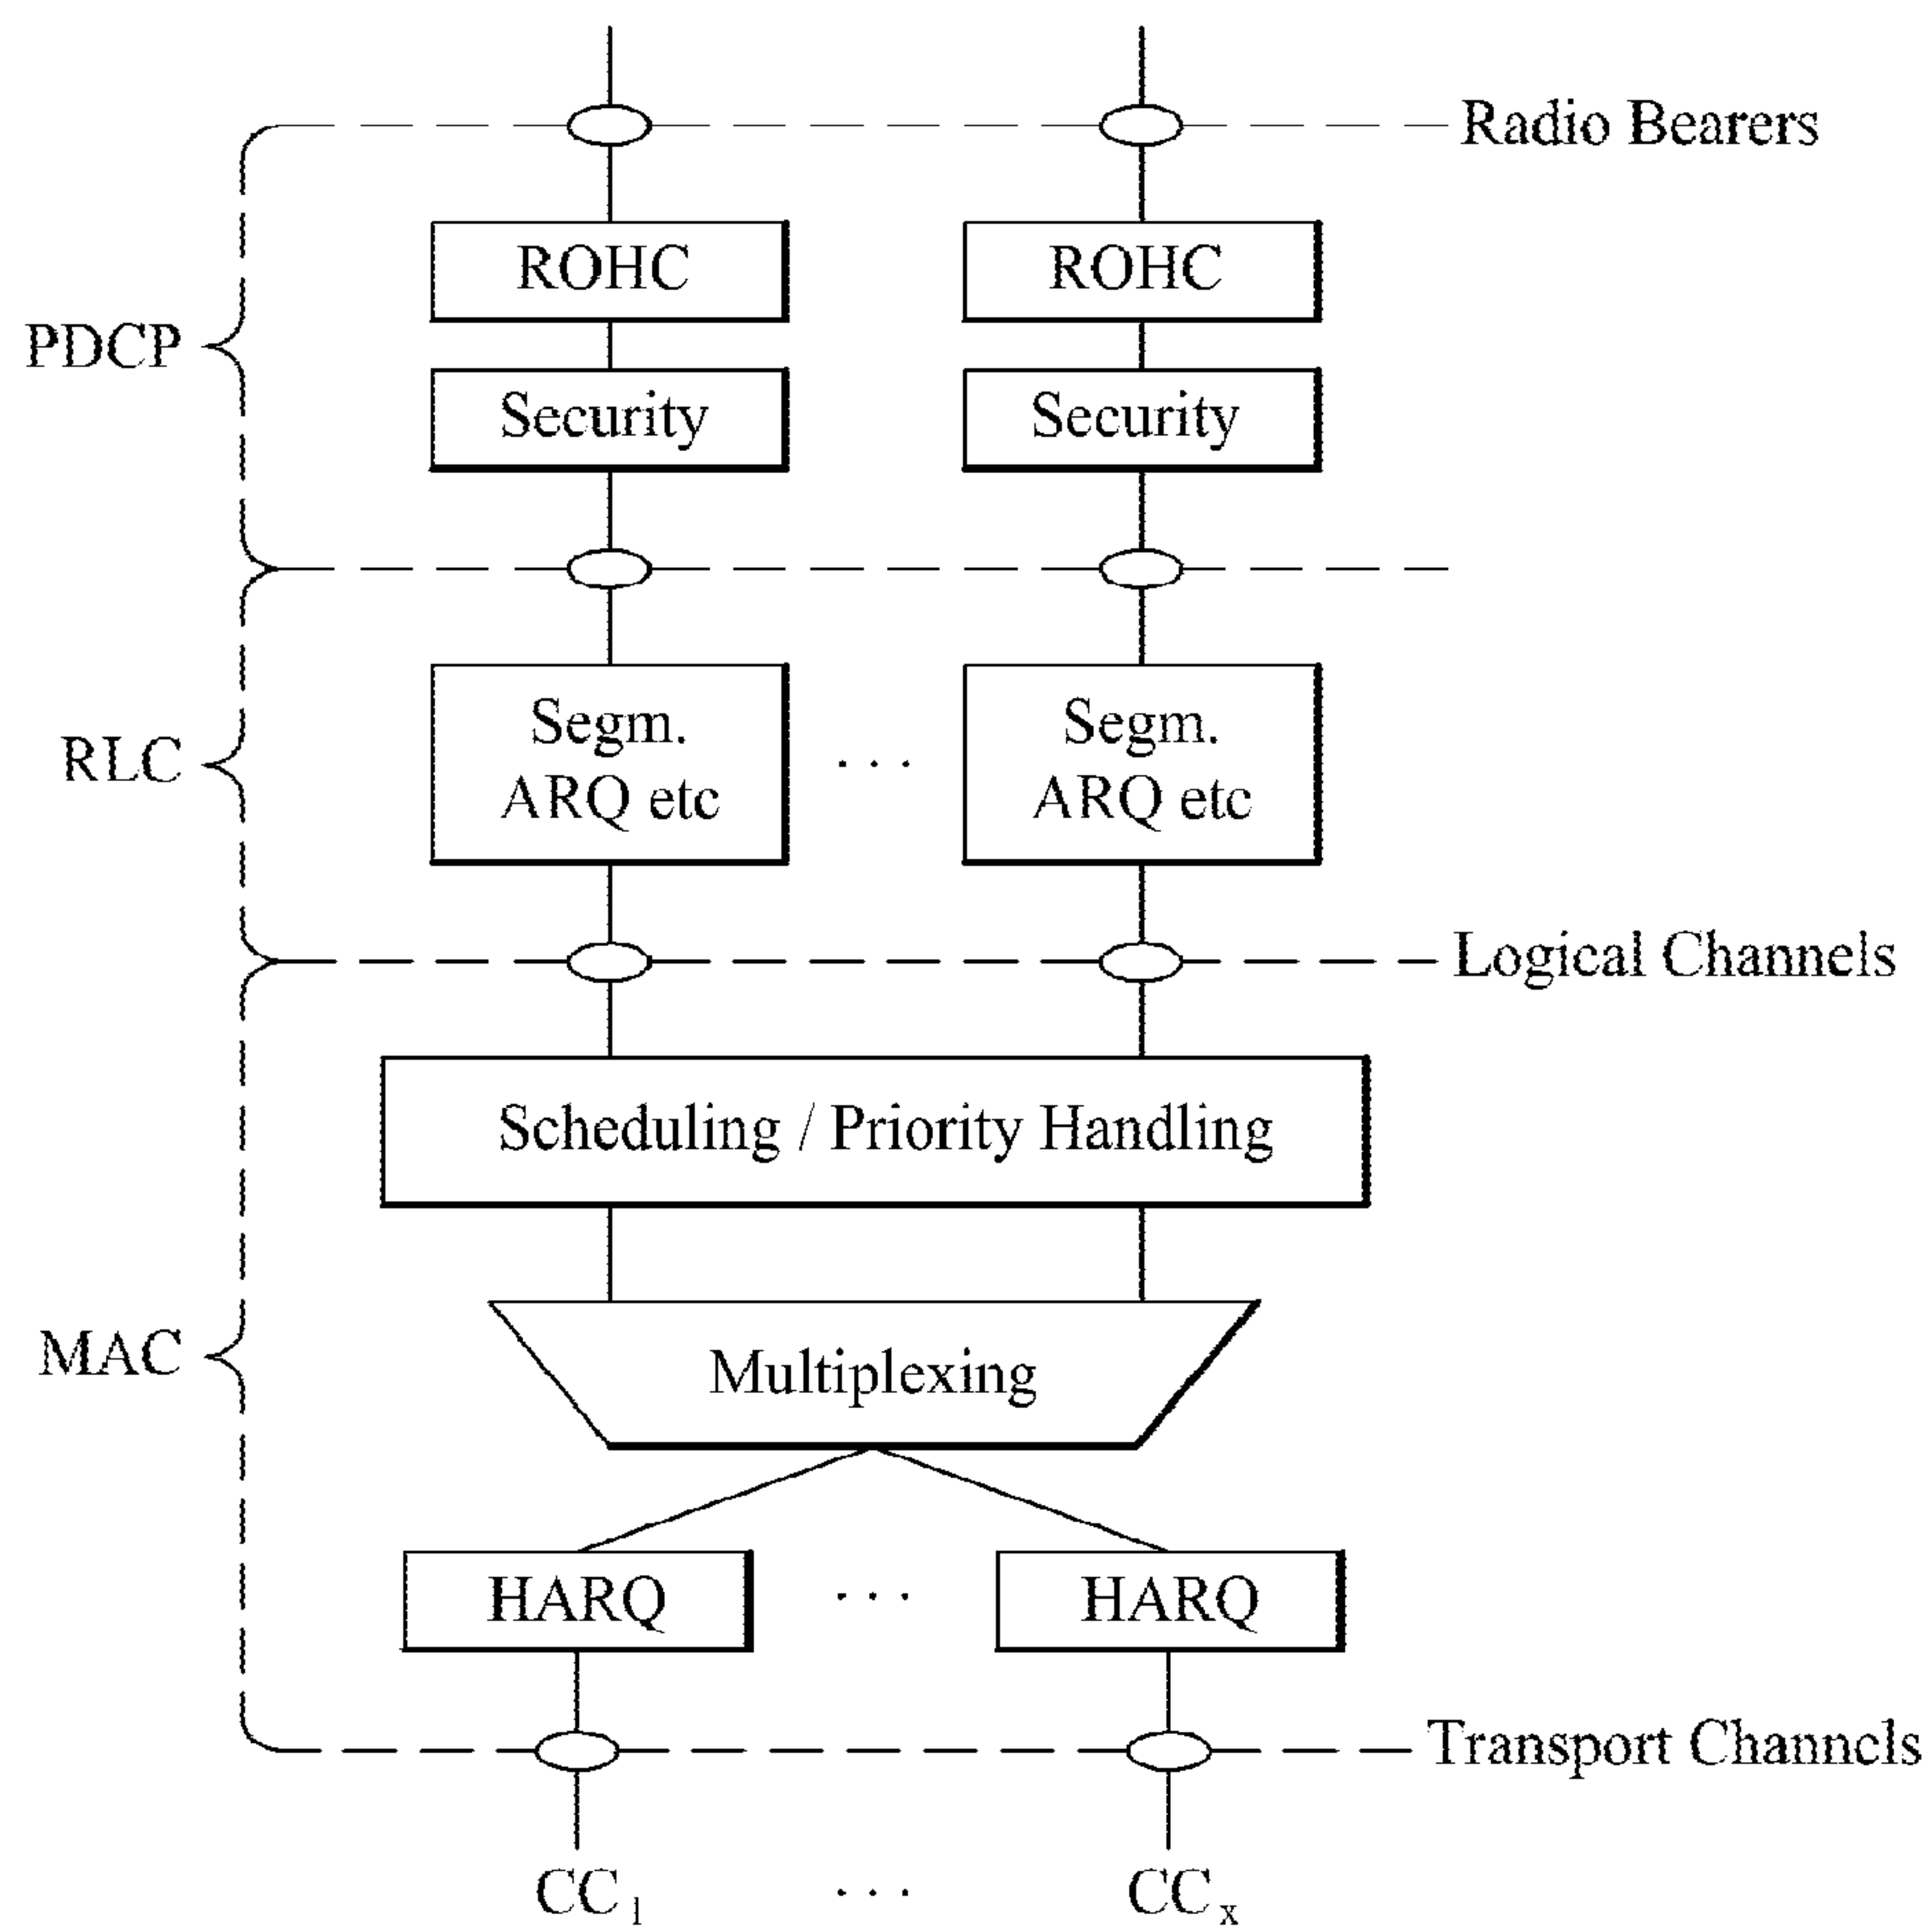 Radio Bearers
ROHC
ROHC
PDCP
Security
Security
Segm.
ARQ etc
RLC
. . .
Segm.
ARQ etc
Logical Channels
Scheduling / Priority Handling
MAC
Multiplexing
HARQ
. . .
HARQ
Transport Channels
CC1
. . .
CCx